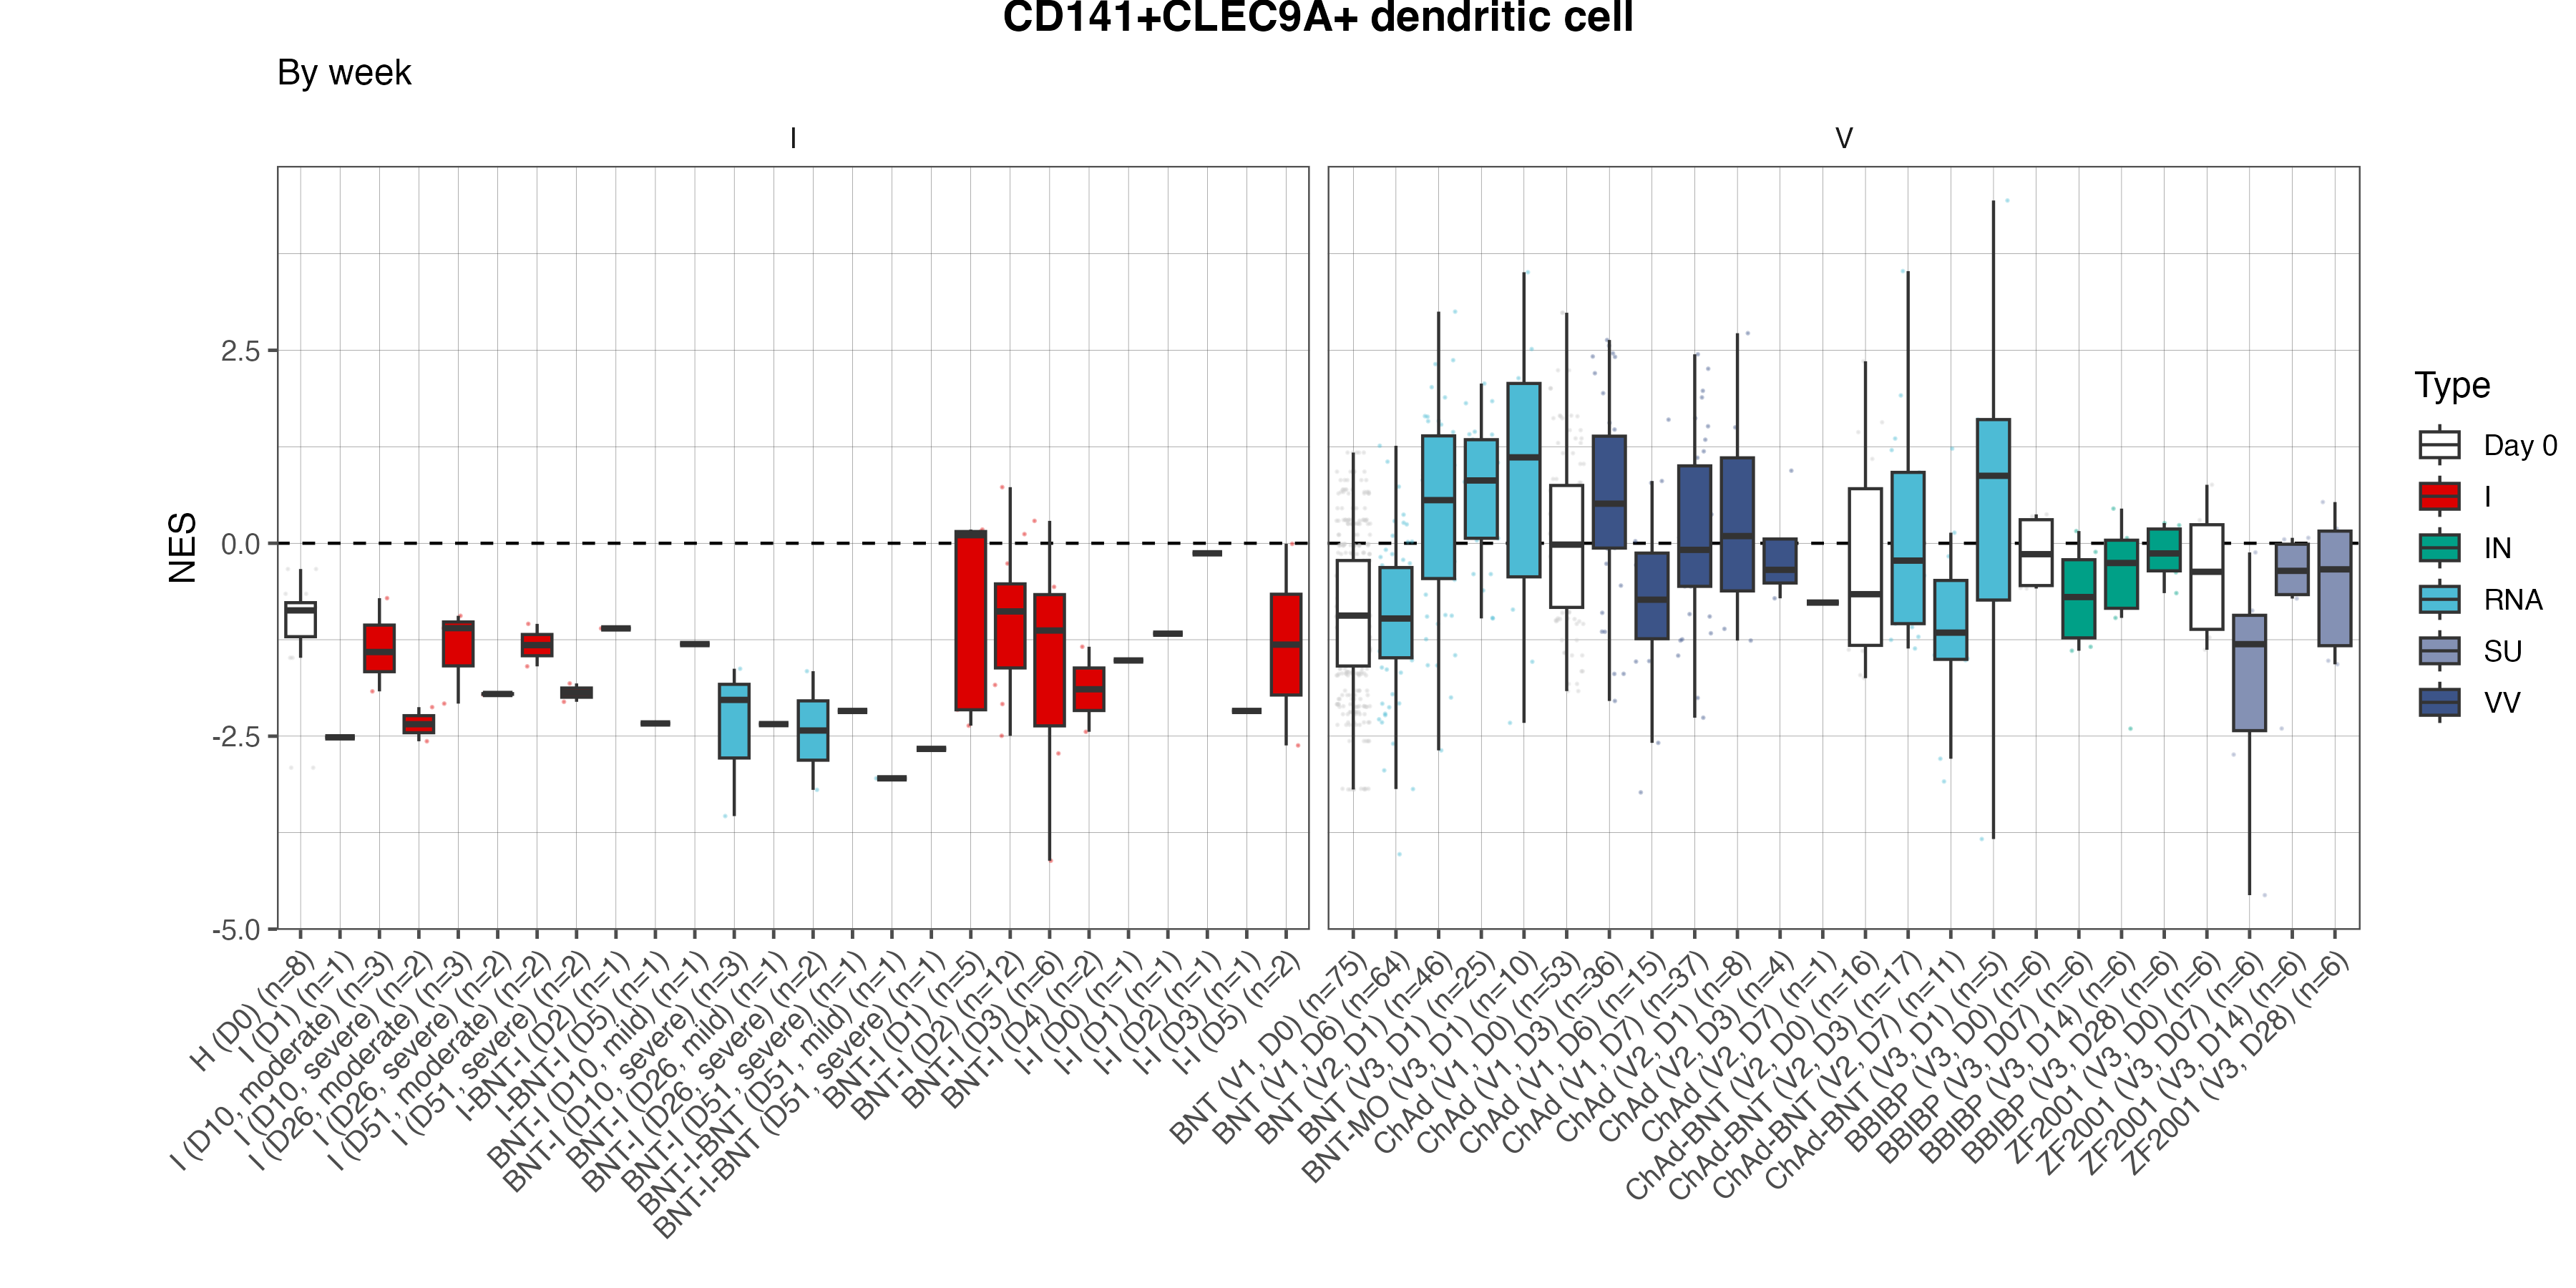 CD141+CLEC9A+ dendritic cell
By week
I
V
NES
2.5
0.0
-2.5
-5.0
H (D0) (n=8)
I (D1) (n=1)
I (D10, moderate) (n=3)
I (D10, severe) (n=2)
I (D26, moderate) (n=3)
I (D26, severe) (n=2)
I (D51, moderate) (n=2)
I (D51, severe) (n=2)
I-BNT-I (D2) (n=1)
I-BNT-I (D5) (n=1)
BNT-I (D10, mild) (n=1)
BNT-I (D10, severe) (n=3)
BNT-I (D26, mild) (n=1)
BNT-I (D26, severe) (n=2)
BNT-I (D51, severe) (n=1)
BNT-I-BNT (D51, mild) (n=1)
BNT-I-BNT (D51, severe) (n=1)
BNT-I (D1) (n=5)
BNT-I (D2) (n=12)
BNT-I (D3) (n=6)
BNT-I (D4) (n=2)
I-I (D0) (n=1)
I-I (D1) (n=1)
I-I (D2) (n=1)
I-I (D3) (n=1)
I-I (D5) (n=2)
BNT (V1, D0) (n=75)
BNT (V1, D6) (n=64)
BNT (V2, D1) (n=46)
BNT (V3, D1) (n=25)
BNT-MO (V3, D1) (n=10)
ChAd (V1, D0) (n=53)
ChAd (V1, D3) (n=36)
ChAd (V1, D6) (n=15)
ChAd (V1, D7) (n=37)
ChAd (V2, D1) (n=8)
ChAd (V2, D3) (n=4)
ChAd (V2, D7) (n=1)
ChAd-BNT (V2, D0) (n=16)
ChAd-BNT (V2, D3) (n=17)
ChAd-BNT (V2, D7) (n=11)
ChAd-BNT (V3, D1) (n=5)
BBIBP (V3, D0) (n=6)
BBIBP (V3, D07) (n=6)
BBIBP (V3, D14) (n=6)
BBIBP (V3, D28) (n=6)
ZF2001 (V3, D0) (n=6)
ZF2001 (V3, D07) (n=6)
ZF2001 (V3, D14) (n=6)
ZF2001 (V3, D28) (n=6)
Type
Day 0
I
IN
RNA
SU
VV